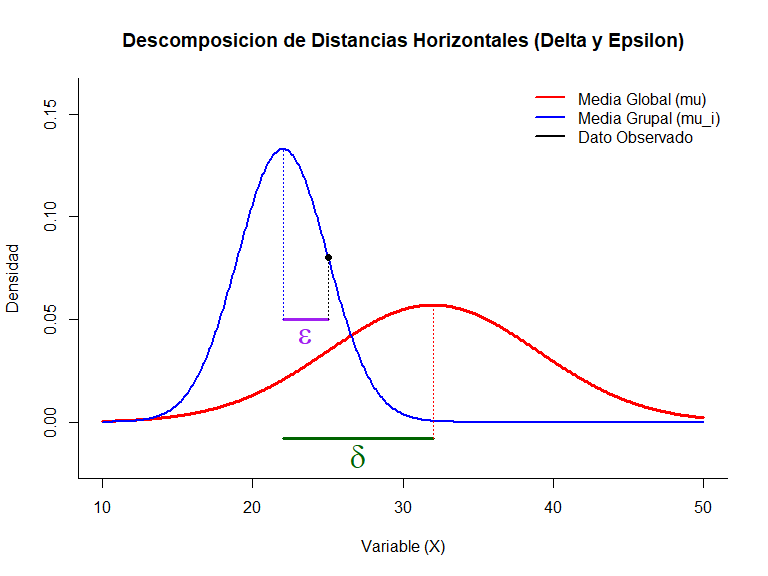 Descomposicion de Distancias Horizontales (Delta y Epsilon)
Media Global (mu)
Media Grupal (mu_i)
Dato Observado
Densidad
0.15
0.10
0.05
0.00
ε
δ
10 20 30 40 50
Variable (X)